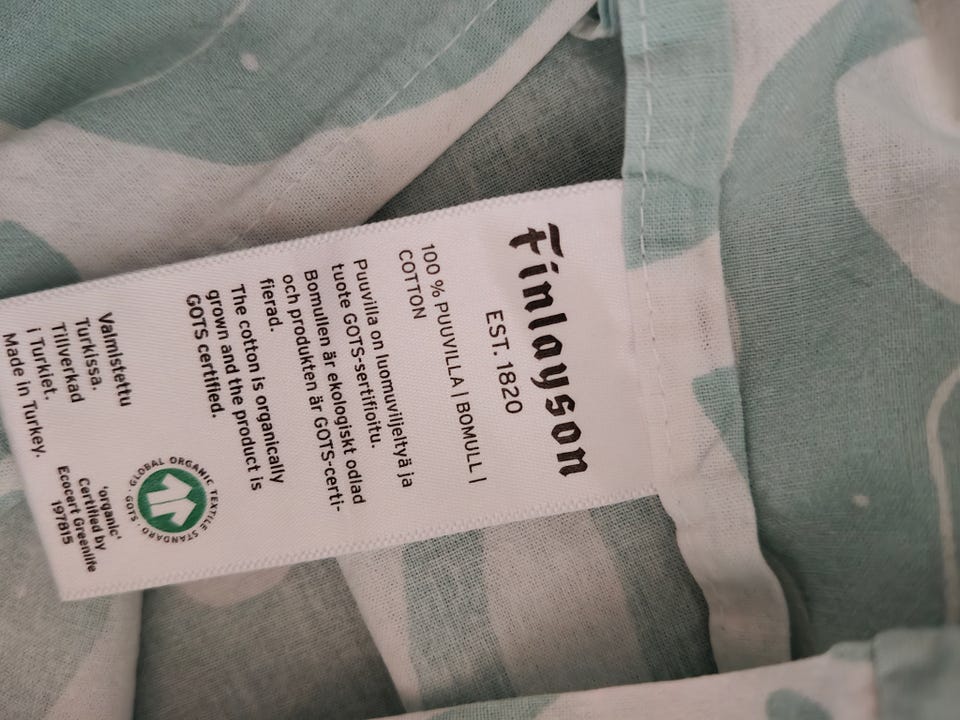 Finlayson
EST. 1820
100 % PUUVILLA | BOMULL |
COTTON
Puuvilla on luomuviljeltyä ja
tuote GOTS-sertifioitu.
Bomullen är ekologiskt odlad
och produkten är GOTS-certi-
fierad.
The cotton is organically
grown and the product is
GOTS certified.
Valmistettu
Turkissa.
Tillverkad
i Turkiet.
Made in Turkey.
GLOBAL ORGANIC TEXTILE STANDARD
· GOTS ·
'organic'
Certified by
Ecocert Greenlife
197815